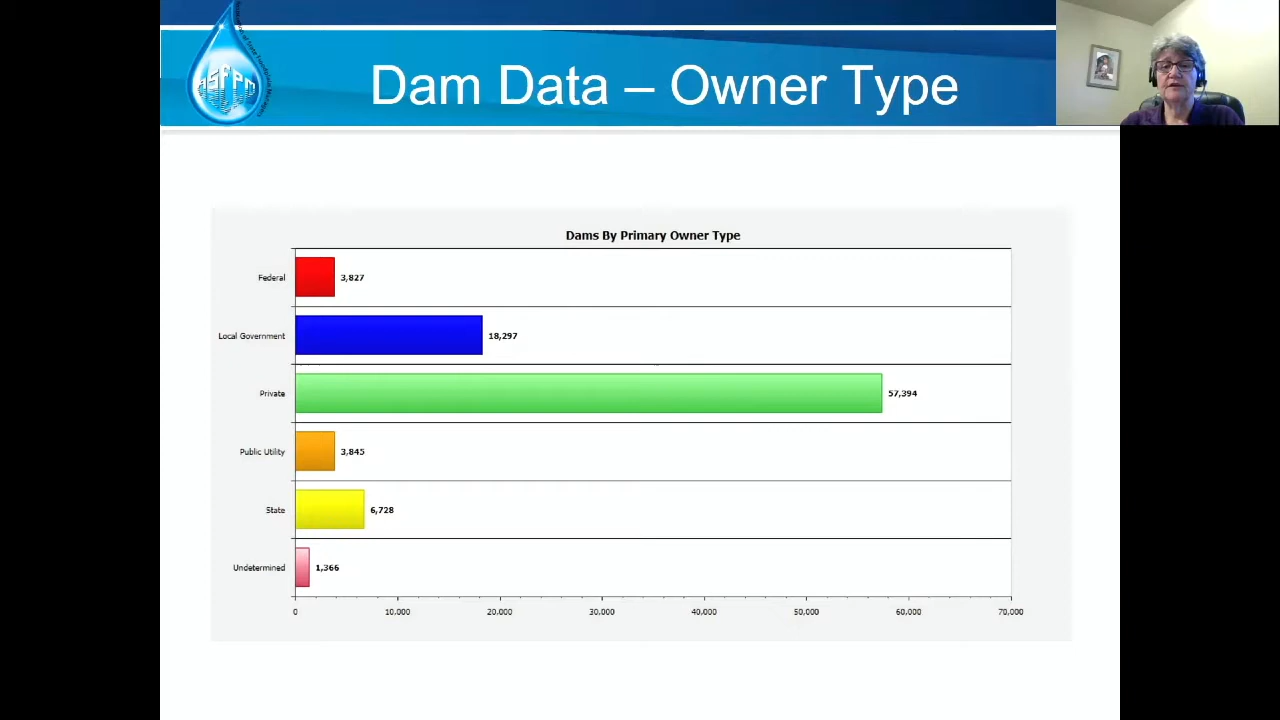 Dam Data – Owner Type
ASFPM
Dams By Primary Owner Type
Federal 3,827
Local Government 18,297
Private 57,394
Public Utility 3,845
State 6,728
Undetermined 1,366
0 10,000 20,000 30,000 40,000 50,000 60,000 70,000